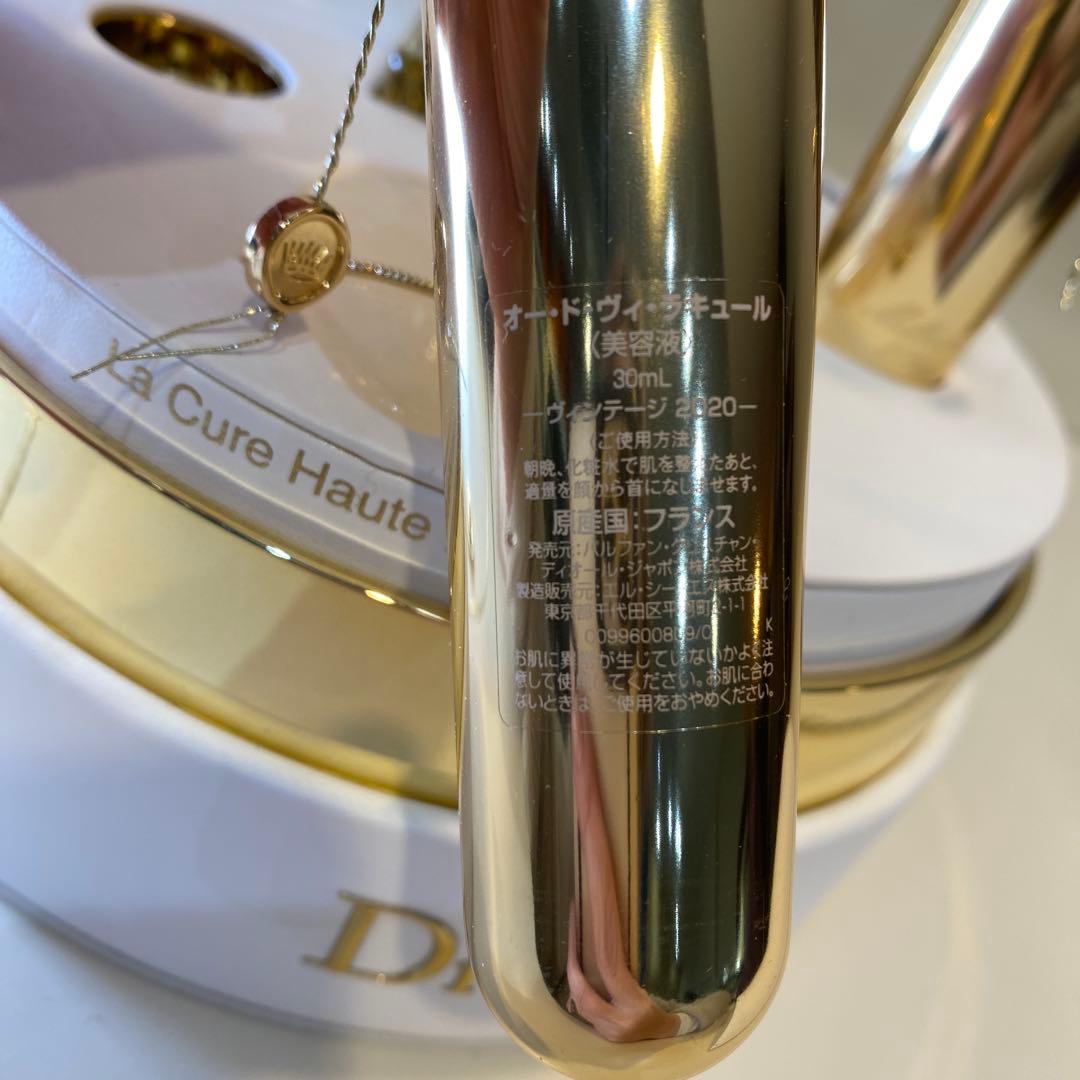 La Cure Haute
オー・ド・ヴィ・ラ・キュール
〈美容液〉
30mL
ーヴィンテージ 2020ー
〈ご使用方法〉
朝晩、化粧水で肌を整えたあと、
適量を顔から首になじませます。
原産国:フランス
発売元:パルファン・クリスチャン・
ディオール・ジャポン株式会社
製造販売元:エル・シー・エス株式会社
東京都千代田区平河町2-1-1
K
お肌に異常が生じていないかよく注
意して使用してください。お肌に合わ
ないときは、ご使用をおやめください。